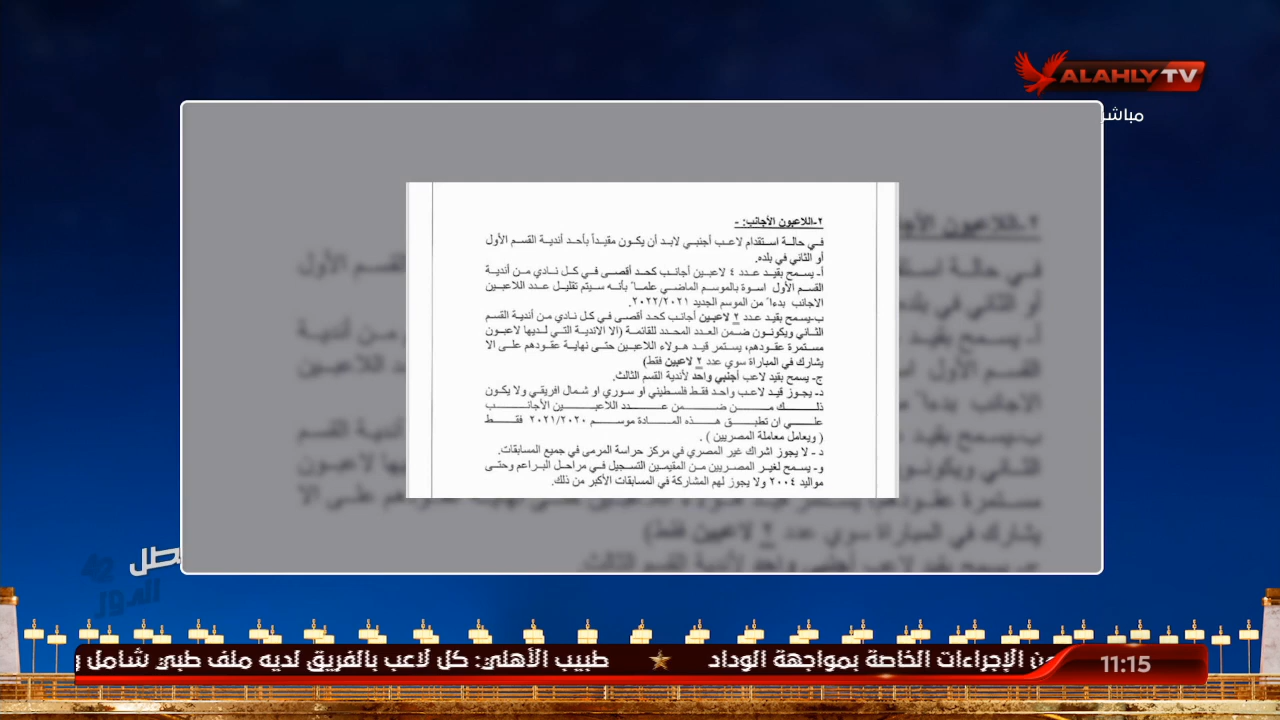 ALAHLY TV
مباشر
٢-اللاعبون الأجانب: -
في حالة استقدام لاعب أجنبي لابد أن يكون مقيداً بأحد أندية القسم الأول
أو الثاني في بلده.
أ- يسمح بقيد عدد ٤ لاعبين أجانب كحد أقصى في كل نادي من أندية
القسم الأول اسوة بالموسم الماضي علماً بأنه سيتم تقليل عدد اللاعبين
الاجانب بدءاً من الموسم الجديد ٢٠٢٢/٢٠٢١.
ب-يسمح بقيد عدد ٢ لاعبين أجانب كحد أقصى في كل نادي من أندية القسم
الثاني ويكونون ضمن العدد المحدد للقائمة (الا الاندية التي لديها لاعبون
مستمرة عقودهم، يستمر قيد هولاء اللاعبين حتى نهاية عقودهم على الا
يشارك في المباراة سوي عدد ٢ لاعبين فقط)
ج- يسمح بقيد لاعب أجنبي واحد لأندية القسم الثالث.
د- يجوز قيد لاعب واحد فقط فلسطيني او سوري او شمال افريقي ولا يكون
ذلك من ضمن عدد اللاعبين الأجانب
علي ان تطبق هذه المادة موسم ٢٠٢١/٢٠٢٠ فقط
( ويعامل معاملة المصريين ) .
د - لا يجوز اشراك غير المصري في مركز حراسة المرمى في جميع المسابقات.
و- يسمح لغير المصريين من المقيمين التسجيل في مراحل البراعم وحتى
مواليد ٢٠٠٤ ولا يجوز لهم المشاركة في المسابقات الأكبر من ذلك.
من الإجراءات الخاصة بمواجهة الوداد ★ طبيب الأهلي: كل لاعب بالفريق لديه ملف طبي شامل و
11:15